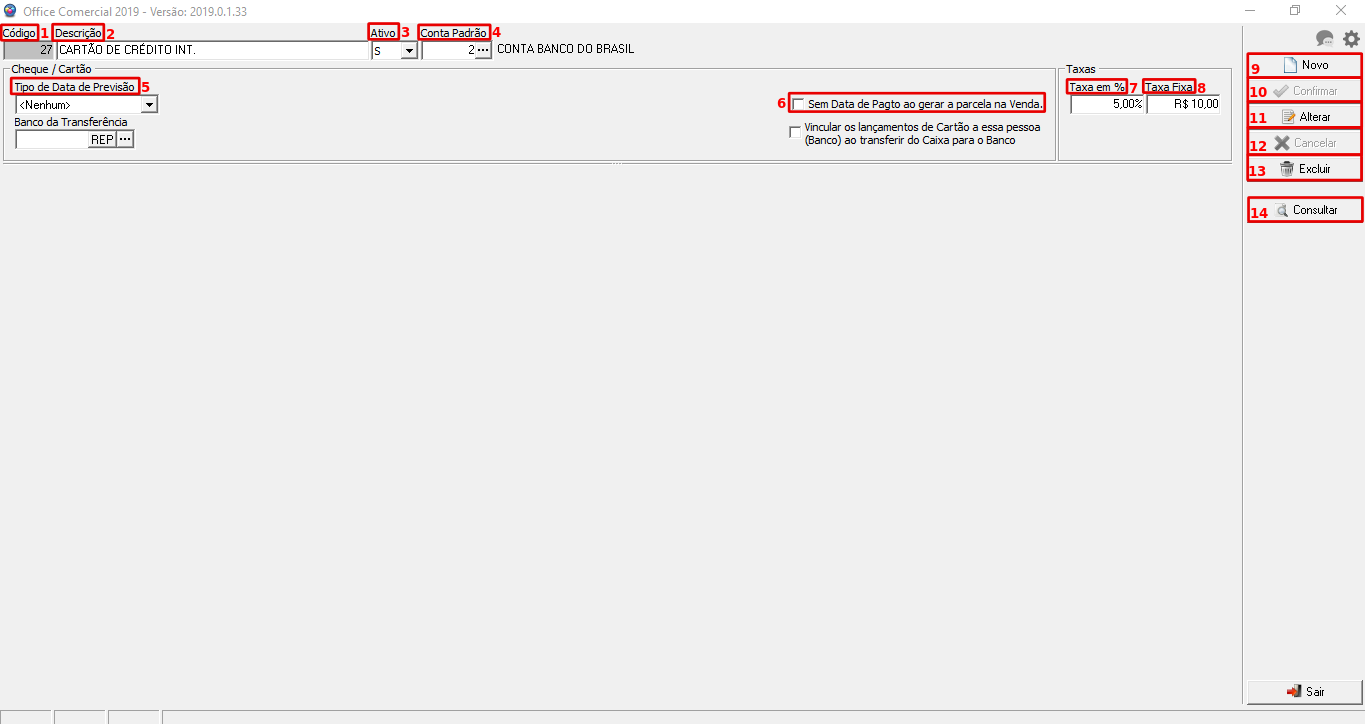 Office Comercial 2019 - Versão: 2019.0.1.33
Código 1 Descrição 2 Ativo 3 Conta Padrão 4
27 CARTÃO DE CRÉDITO INT. S 2 ... CONTA BANCO DO BRASIL
Cheque / Cartão
Tipo de Data de Previsão 5
<Nenhum>
Banco da Transferência
REP ...
6 Sem Data de Pagto ao gerar a parcela na Venda.
Vincular os lançamentos de Cartão a essa pessoa
(Banco) ao transferir do Caixa para o Banco
Taxas
Taxa em % 7 Taxa Fixa 8
5,00% R$ 10,00
9 Novo
10 Confirmar
11 Alterar
12 Cancelar
13 Excluir
14 Consultar
Sair